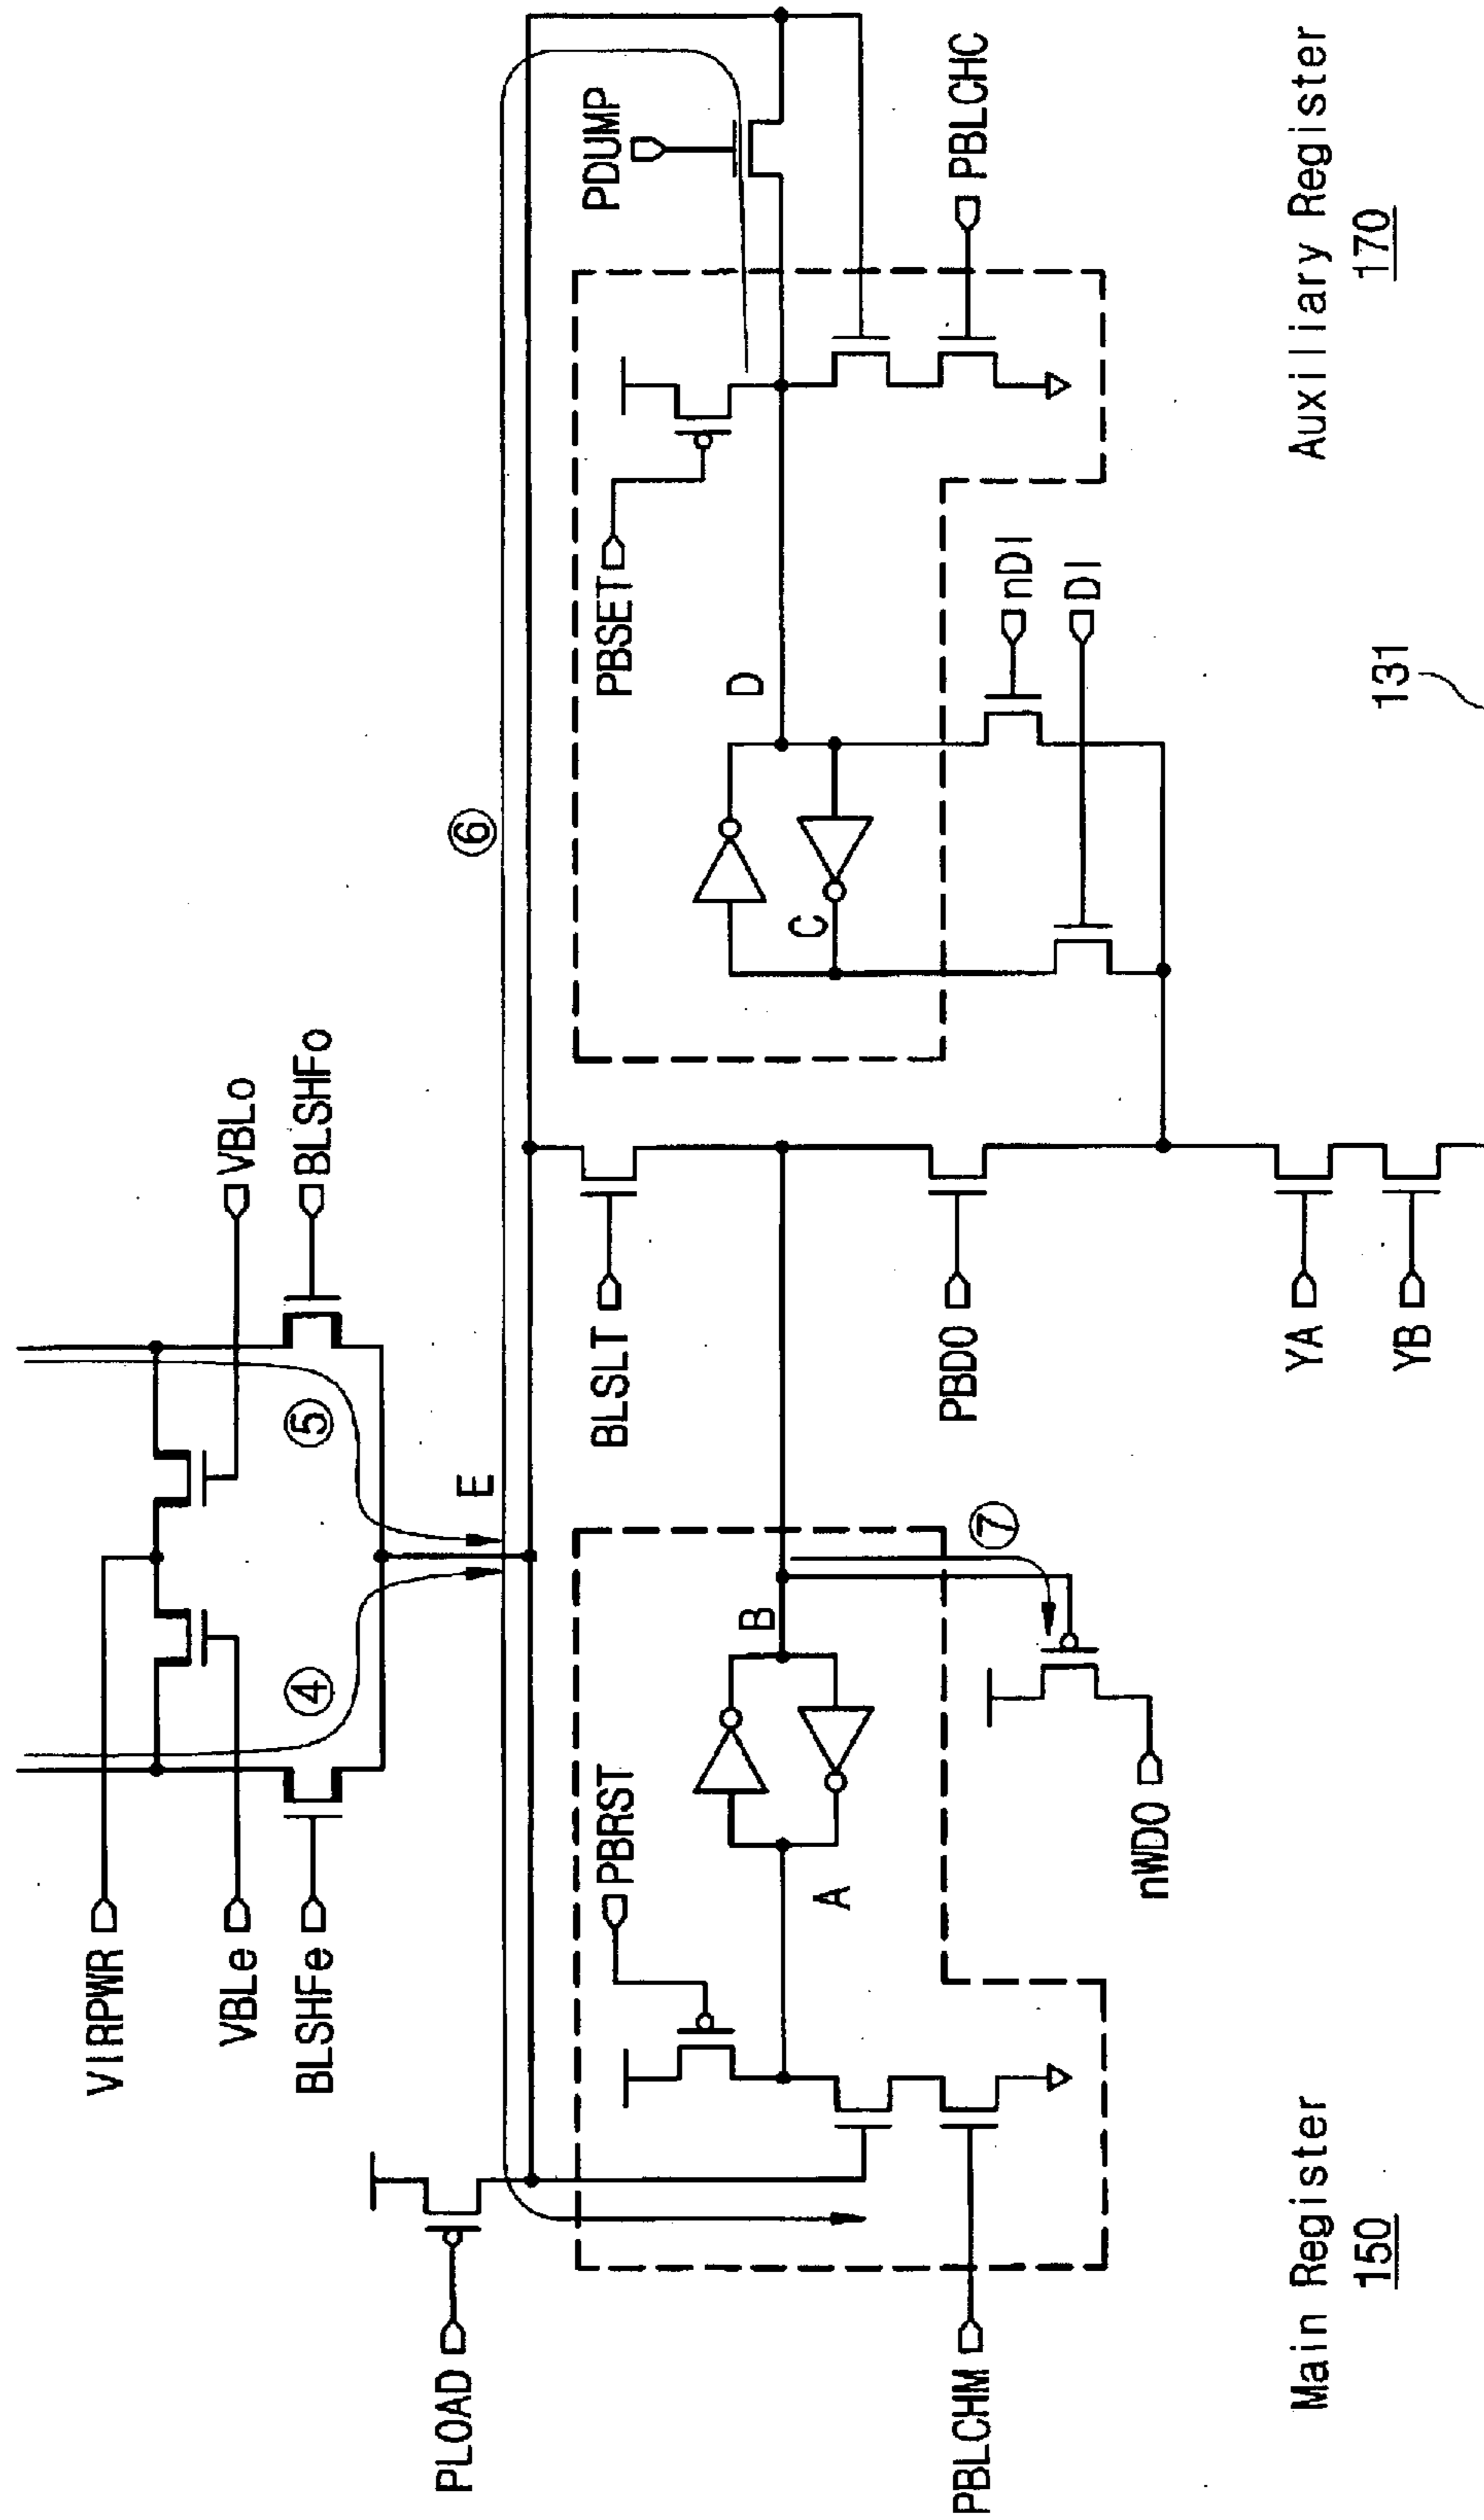 VIRPWR
VBLe
BLSHFe
VBLo
BLSHFo
④
⑤
E
⑥
PLOAD
PBRST
A
B
⑦
PBLCHM
nWDO
BLSLT
PBDO
YA
YB
PBSET
PDUMP
D
C
nDI
DI
PBLCHC
131
Main Register
150
Auxiliary Register
170